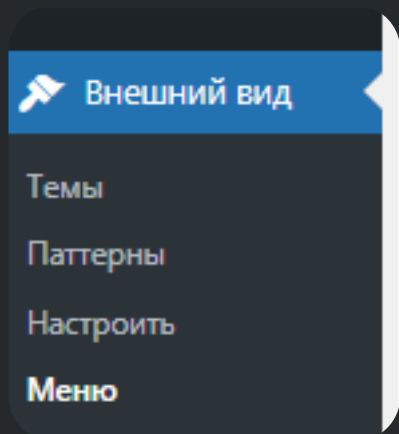 Внешний вид
Темы
Паттерны
Настроить
Меню